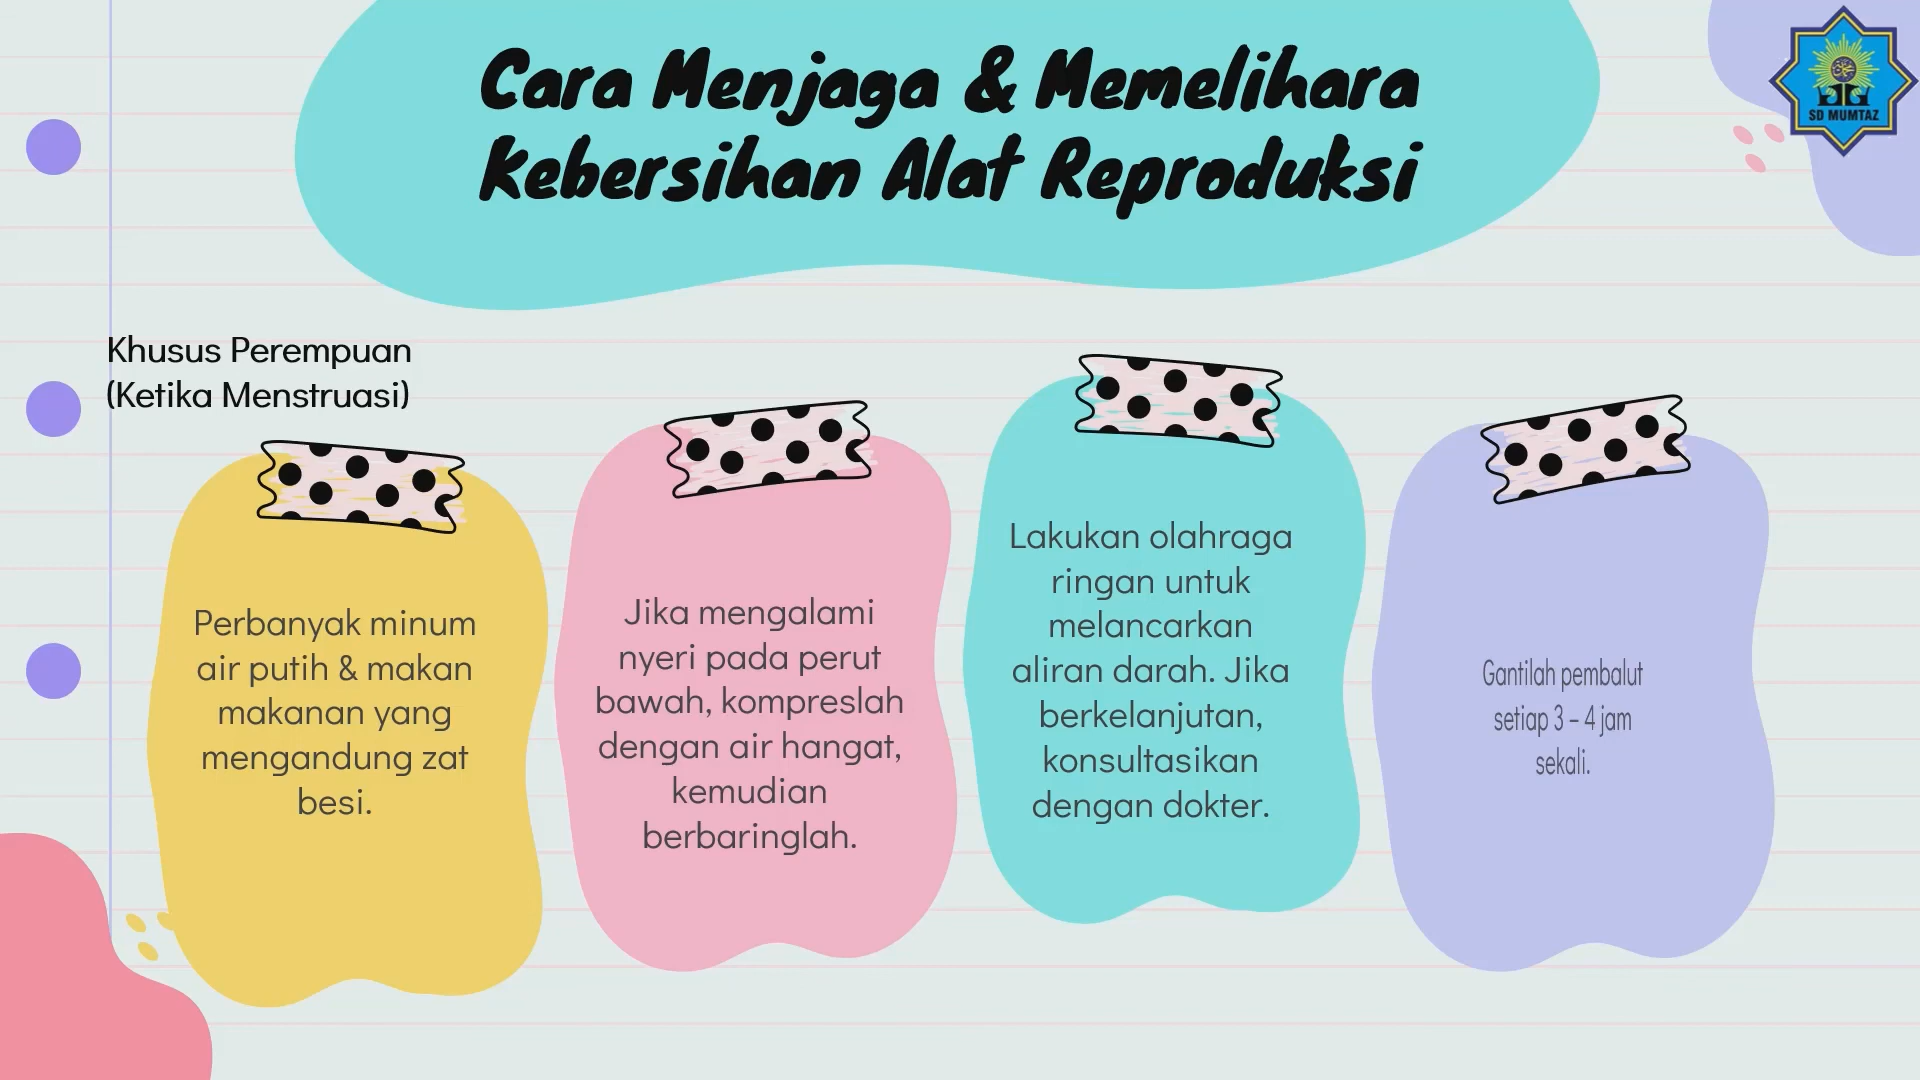 Cara Menjaga & Memelihara
Kebersihan Alat Reproduksi
SD MUMTAZ
Khusus Perempuan
(Ketika Menstruasi)
Perbanyak minum
air putih & makan
makanan yang
mengandung zat
besi.
Jika mengalami
nyeri pada perut
bawah, kompreslah
dengan air hangat,
kemudian
berbaringlah.
Lakukan olahraga
ringan untuk
melancarkan
aliran darah. Jika
berkelanjutan,
konsultasikan
dengan dokter.
Gantilah pembalut
setiap 3 – 4 jam
sekali.